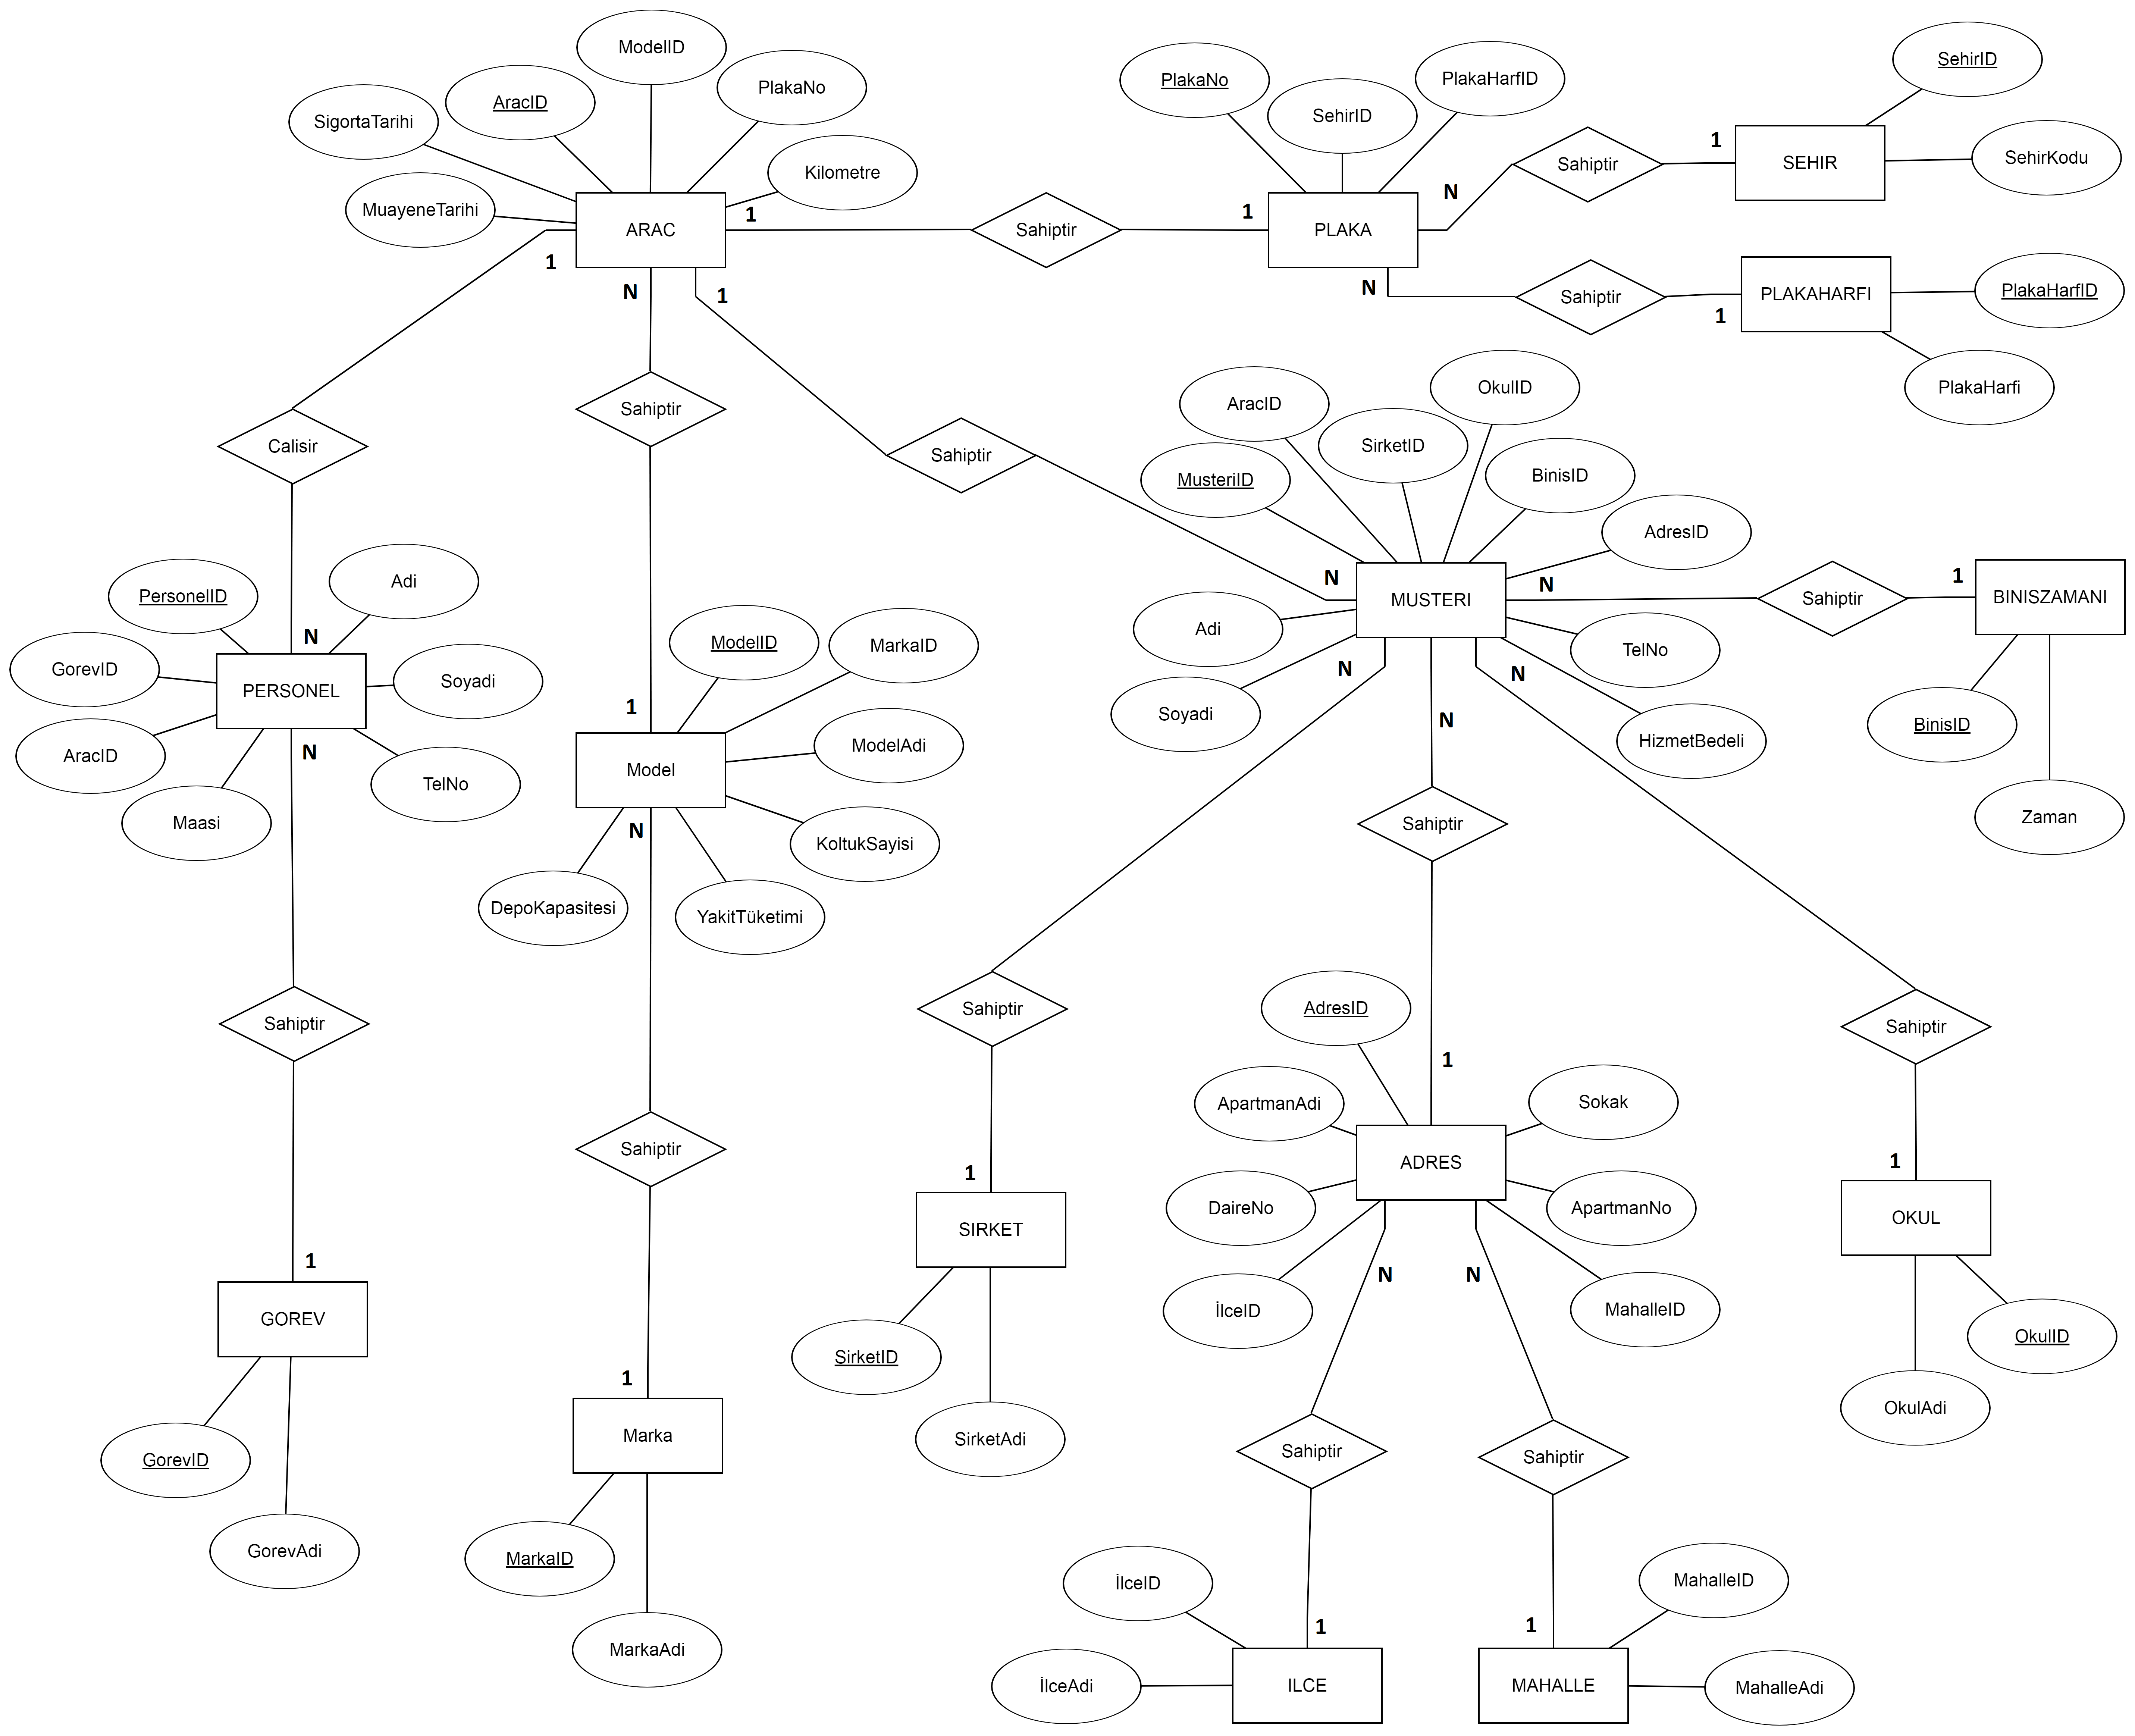 ModelID
SehirID
AracID
PlakaNo
PlakaNo
PlakaHarfID
SigortaTarihi
SehirID
Kilometre
SEHIR
SehirKodu
MuayeneTarihi
1
Sahiptir
N
ARAC
1
Sahiptir
1
PLAKA
1
N
1
N
Sahiptir
1
PLAKAHARFI
PlakaHarfID
PlakaHarfi
Calisir
Sahiptir
Sahiptir
AracID
OkulID
SirketID
MusteriID
BinisID
AdresID
N
MUSTERI
N
Sahiptir
1
BINISZAMANI
Adi
TelNo
Soyadi
N
N
N
HizmetBedeli
BinisID
Zaman
PersonelID
Adi
N
GorevID
PERSONEL
Soyadi
AracID
N
TelNo
Maasi
ModelID
MarkaID
1
ModelAdi
Model
N
KoltukSayisi
DepoKapasitesi
YakitTüketimi
Sahiptir
Sahiptir
Sahiptir
Sahiptir
Sahiptir
AdresID
1
ApartmanAdi
Sokak
1
ADRES
1
DaireNo
ApartmanNo
SIRKET
OKUL
İlceID
N
N
MahalleID
SirketID
OkulID
SirketAdi
OkulAdi
1
GOREV
1
Marka
GorevID
GorevAdi
MarkaID
MarkaAdi
Sahiptir
Sahiptir
İlceID
MahalleID
1
1
İlceAdi
ILCE
MAHALLE
MahalleAdi